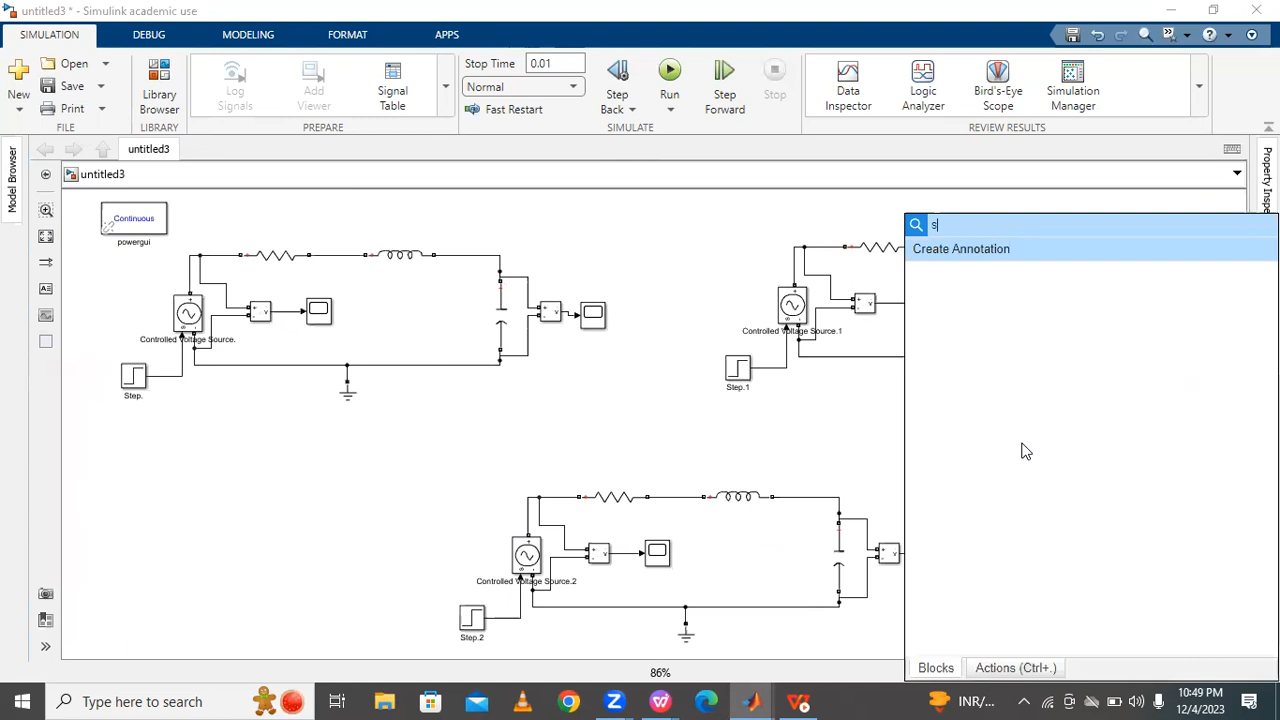 untitled3 * - Simulink academic use
SIMULATION
DEBUG
MODELING
FORMAT
APPS
New
Open
Save
Print
FILE
Library
Browser
LIBRARY
Log
Signals
Add
Viewer
Signal
Table
PREPARE
Stop Time 0.01
Normal
Fast Restart
Step
Back
Run
Step
Forward
Stop
SIMULATE
Data
Inspector
Logic
Analyzer
Bird's-Eye
Scope
Simulation
Manager
REVIEW RESULTS
Model Browser
untitled3
untitled3
Property Inspe
Continuous
powergui
Controlled Voltage Source.
Step.
Controlled Voltage Source.1
Step.1
Controlled Voltage Source.2
Step.2
s
Create Annotation
Blocks
Actions (Ctrl+.)
86%
Type here to search
INR/...
10:49 PM
12/4/2023